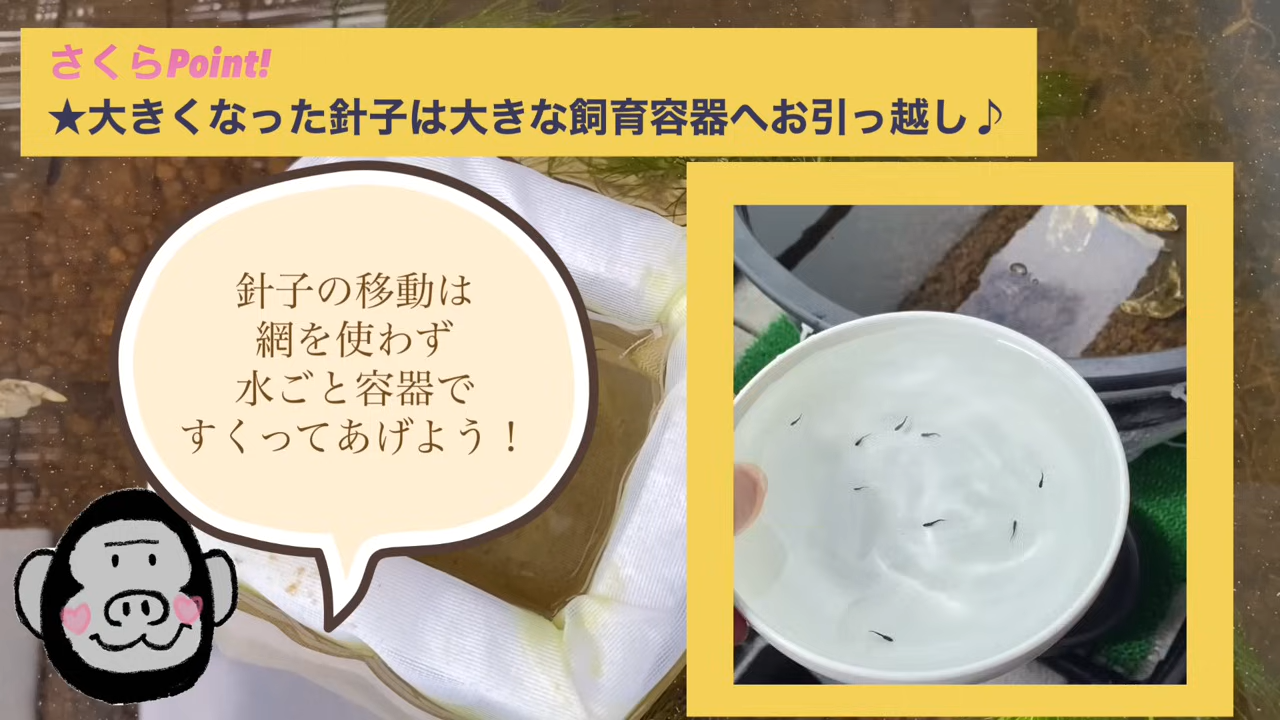 さくらPoint!
★大きくなった針子は大きな飼育容器へお引っ越し♪
針子の移動は
網を使わず
水ごと容器で
すくってあげよう！